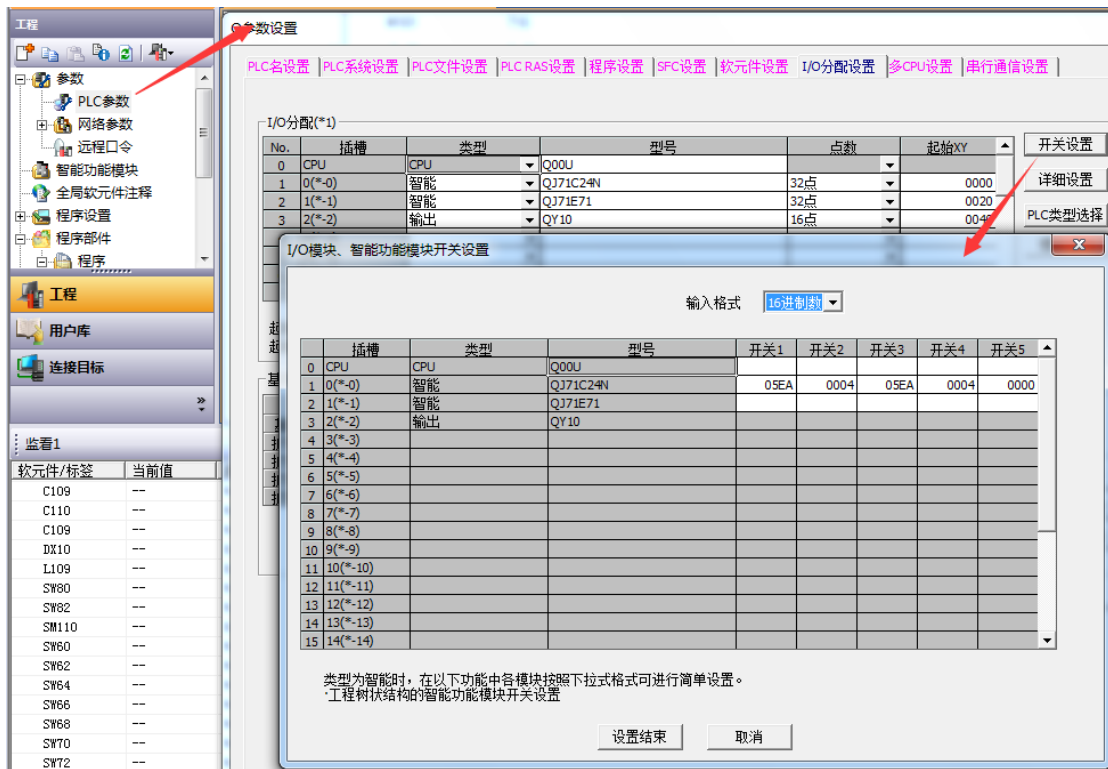 工程
参数
PLC参数
网络参数
远程口令
智能功能模块
全局软元件注释
程序设置
程序部件
程序
工程
用户库
连接目标
监看1
软元件/标签 当前值
C109 --
C110 --
C109 --
DX10 --
L109 --
SW80 --
SW82 --
SM110 --
SW60 --
SW62 --
SW64 --
SW66 --
SW68 --
SW70 --
SW72 --
Q参数设置
PLC名设置 PLC系统设置 PLC文件设置 PLC RAS设置 程序设置 SFC设置 软元件设置 I/O分配设置 多CPU设置 串行通信设置
I/O分配(*1)
No. 插槽 类型 型号 点数 起始XY
0 CPU CPU Q00U
1 0(*-0) 智能 QJ71C24N 32点 0000
2 1(*-1) 智能 QJ71E71 32点 0020
3 2(*-2) 输出 QY10 16点 0040
开关设置
详细设置
PLC类型选择
I/O模块、智能功能模块开关设置
输入格式 16进制数
插槽 类型 型号 开关1 开关2 开关3 开关4 开关5
0 CPU CPU Q00U
1 0(*-0) 智能 QJ71C24N 05EA 0004 05EA 0004 0000
2 1(*-1) 智能 QJ71E71
3 2(*-2) 输出 QY10
4 3(*-3)
5 4(*-4)
6 5(*-5)
7 6(*-6)
8 7(*-7)
9 8(*-8)
10 9(*-9)
11 10(*-10)
12 11(*-11)
13 12(*-12)
14 13(*-13)
15 14(*-14)
类型为智能时，在以下功能中各模块按照下拉式格式可进行简单设置。
·工程树状结构的智能功能模块开关设置
设置结束 取消